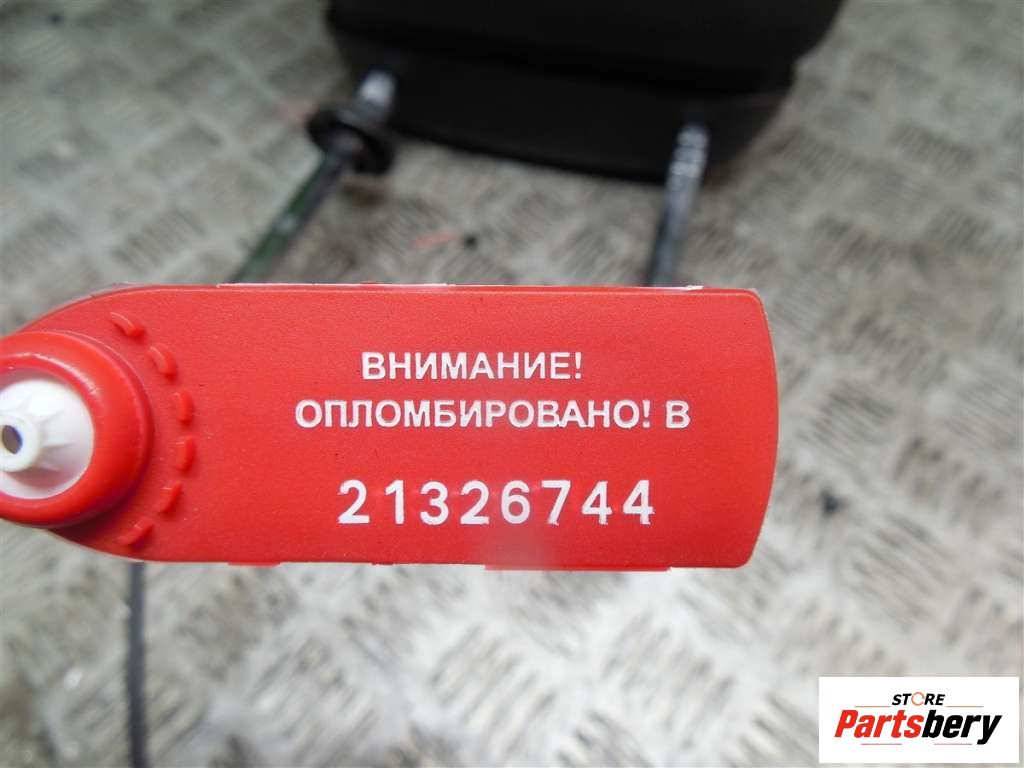 ВНИМАНИЕ!
ОПЛОМБИРОВАНО! В
21326744
STORE
Partsbery